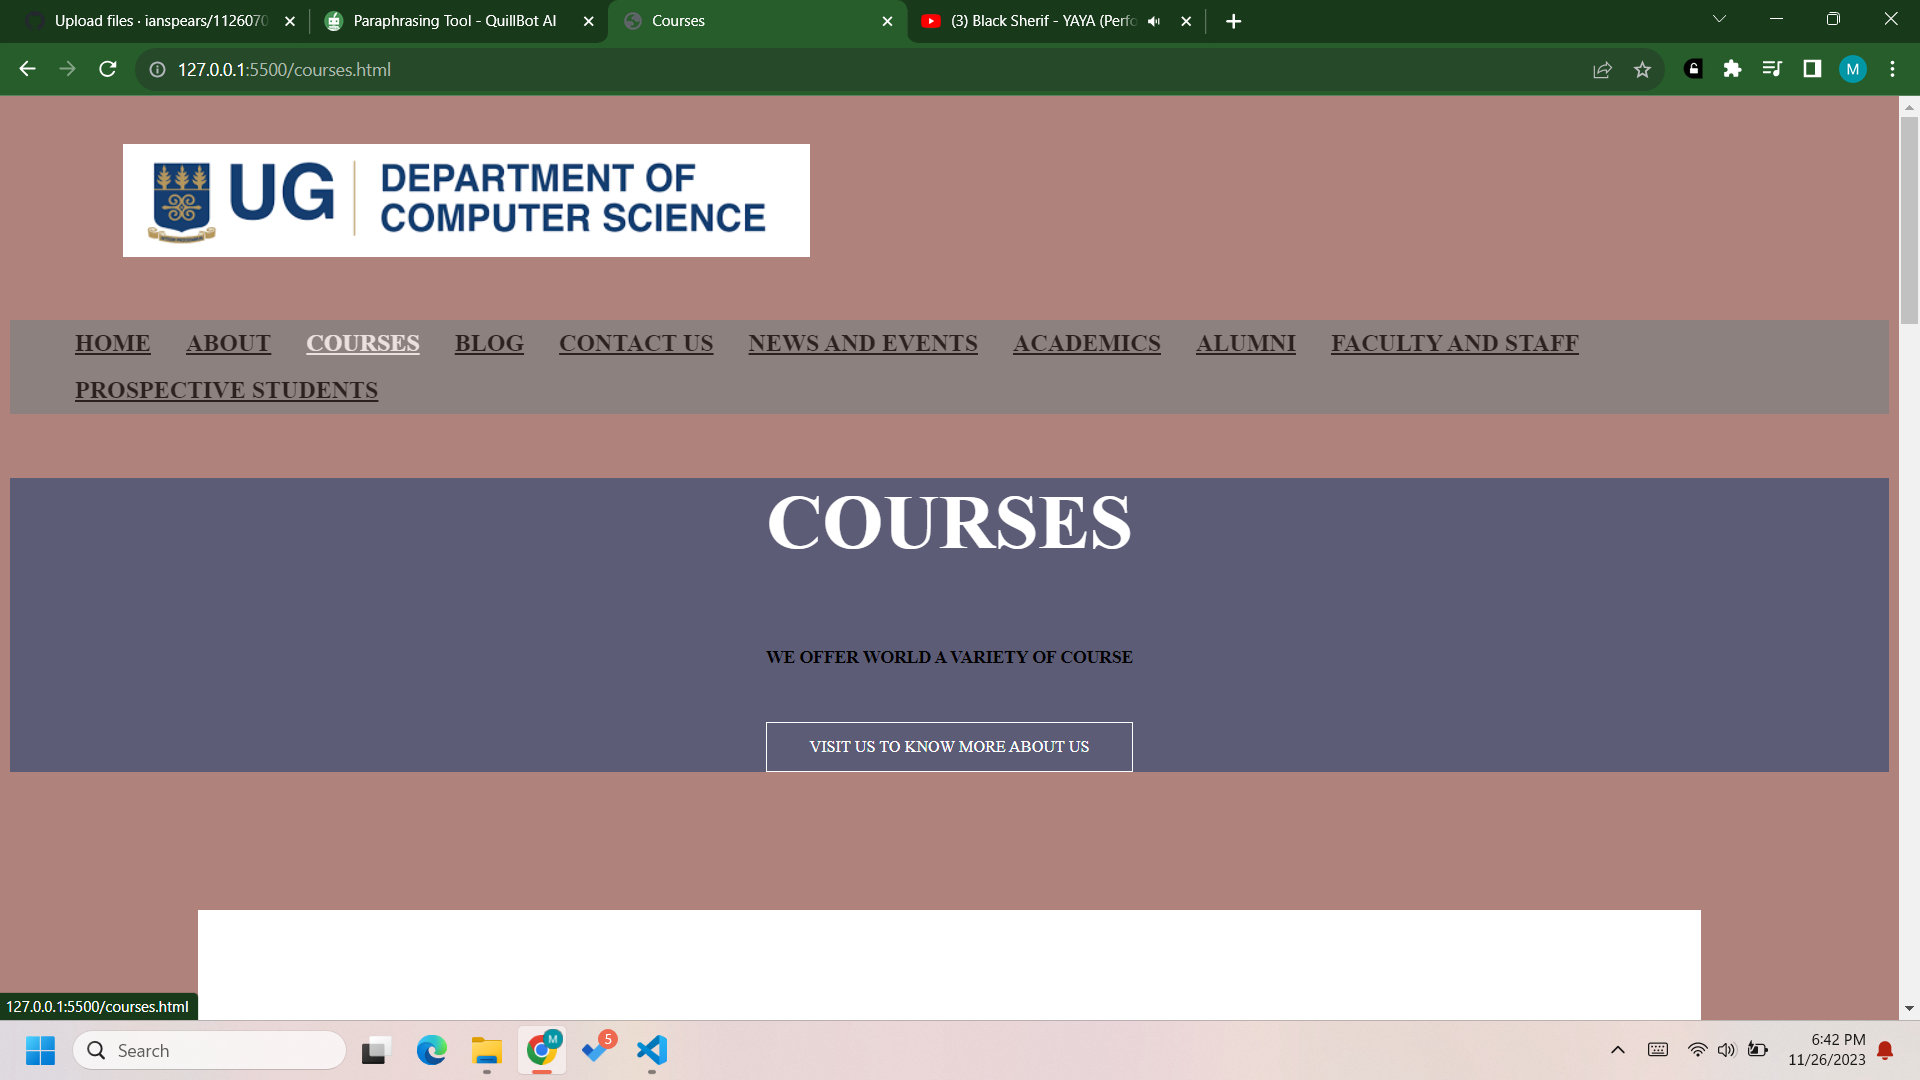 Upload files · ianspears/1126070
Paraphrasing Tool - QuillBot AI
Courses
(3) Black Sherif - YAYA (Perfo
127.0.0.1:5500/courses.html
M
UG
DEPARTMENT OF
COMPUTER SCIENCE
HOME ABOUT COURSES BLOG CONTACT US NEWS AND EVENTS ACADEMICS ALUMNI FACULTY AND STAFF
PROSPECTIVE STUDENTS
COURSES
WE OFFER WORLD A VARIETY OF COURSE
VISIT US TO KNOW MORE ABOUT US
127.0.0.1:5500/courses.html
Search
M
5
6:42 PM
11/26/2023